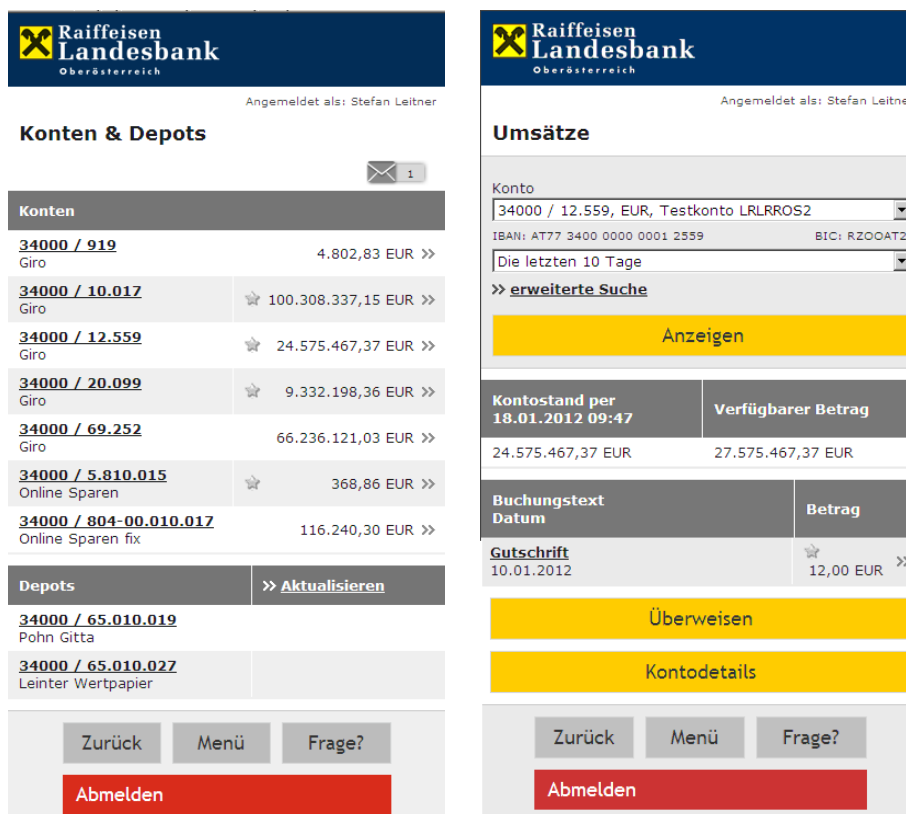 Raiffeisen
Landesbank
Oberösterreich
Angemeldet als: Stefan Leitner
Konten & Depots
1
Konten
34000 / 919
Giro
4.802,83 EUR >>
34000 / 10.017
Giro
100.308.337,15 EUR >>
34000 / 12.559
Giro
24.575.467,37 EUR >>
34000 / 20.099
Giro
9.332.198,36 EUR >>
34000 / 69.252
Giro
66.236.121,03 EUR >>
34000 / 5.810.015
Online Sparen
368,86 EUR >>
34000 / 804-00.010.017
Online Sparen fix
116.240,30 EUR >>
Depots >> Aktualisieren
34000 / 65.010.019
Pohn Gitta
34000 / 65.010.027
Leinter Wertpapier
Zurück Menü Frage?
Abmelden
Raiffeisen
Landesbank
Oberösterreich
Angemeldet als: Stefan Leitne
Umsätze
Konto
34000 / 12.559, EUR, Testkonto LRLRROS2
IBAN: AT77 3400 0000 0001 2559 BIC: RZOOAT2
Die letzten 10 Tage
>> erweiterte Suche
Anzeigen
Kontostand per
18.01.2012 09:47
Verfügbarer Betrag
24.575.467,37 EUR 27.575.467,37 EUR
Buchungstext
Datum
Betrag
Gutschrift
10.01.2012
12,00 EUR >>
Überweisen
Kontodetails
Zurück Menü Frage?
Abmelden